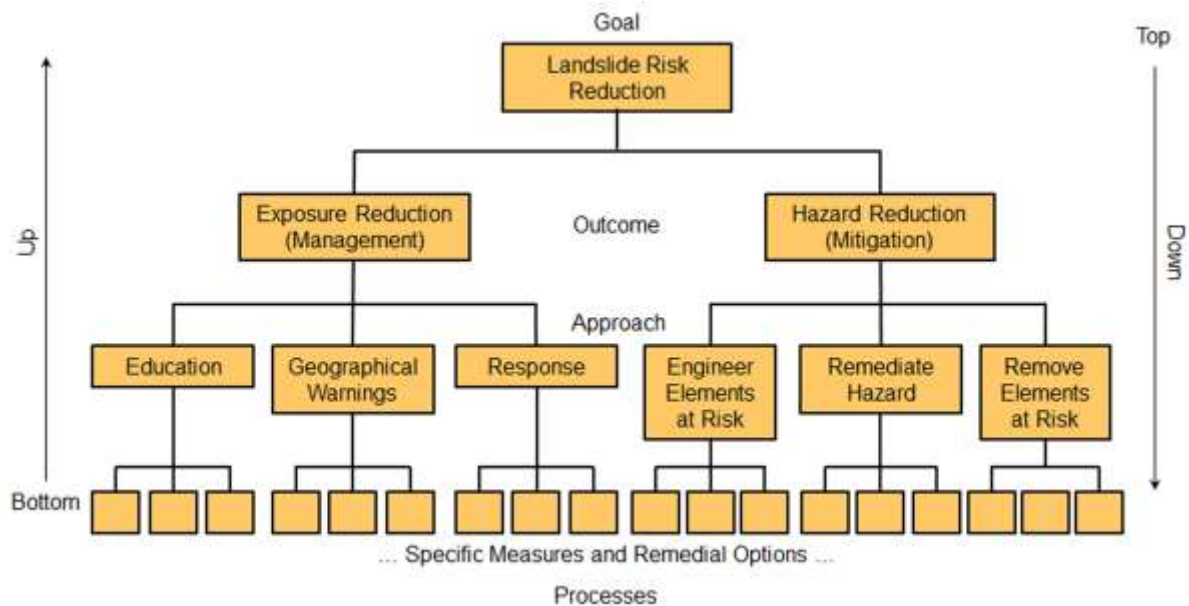 Goal
Top
Landslide Risk
Reduction
Up
Exposure Reduction
(Management)
Outcome
Hazard Reduction
(Mitigation)
Down
Approach
Education
Geographical
Warnings
Response
Engineer
Elements
at Risk
Remediate
Hazard
Remove
Elements
at Risk
Bottom
... Specific Measures and Remedial Options ...
Processes